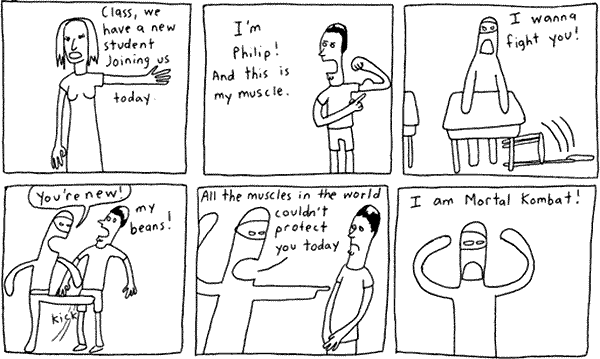 Class, we
have a new
student
Joining us
today.
I'm
Philip!
And this is
my muscle.
I wanna
fight you!
You're new!
my
beans!
kick
All the muscles in the world
couldn't
protect
you today
I am Mortal Kombat!